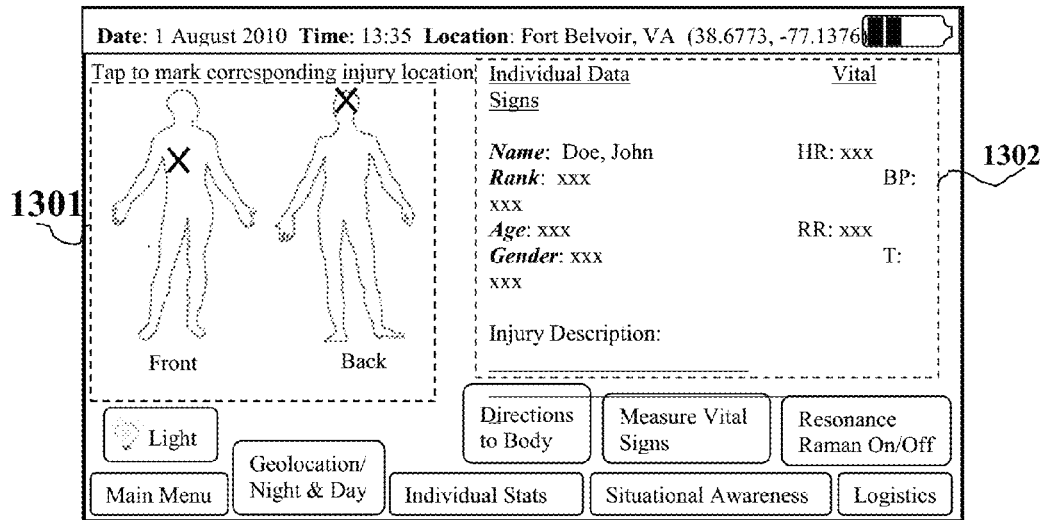 Date: 1 August 2010 Time: 13:35 Location: Fort Belvoir, VA (38.6773, -77.1376
Tap to mark corresponding injury location
Front
Back
1301
Individual Data Vital
Signs
Name: Doe, John HR: xxx
Rank: xxx BP:
xxx
Age: xxx RR: xxx
Gender: xxx T:
xxx
Injury Description:
1302
Light
Geolocation/
Night & Day
Directions
to Body
Measure Vital
Signs
Resonance
Raman On/Off
Main Menu
Individual Stats
Situational Awareness
Logistics